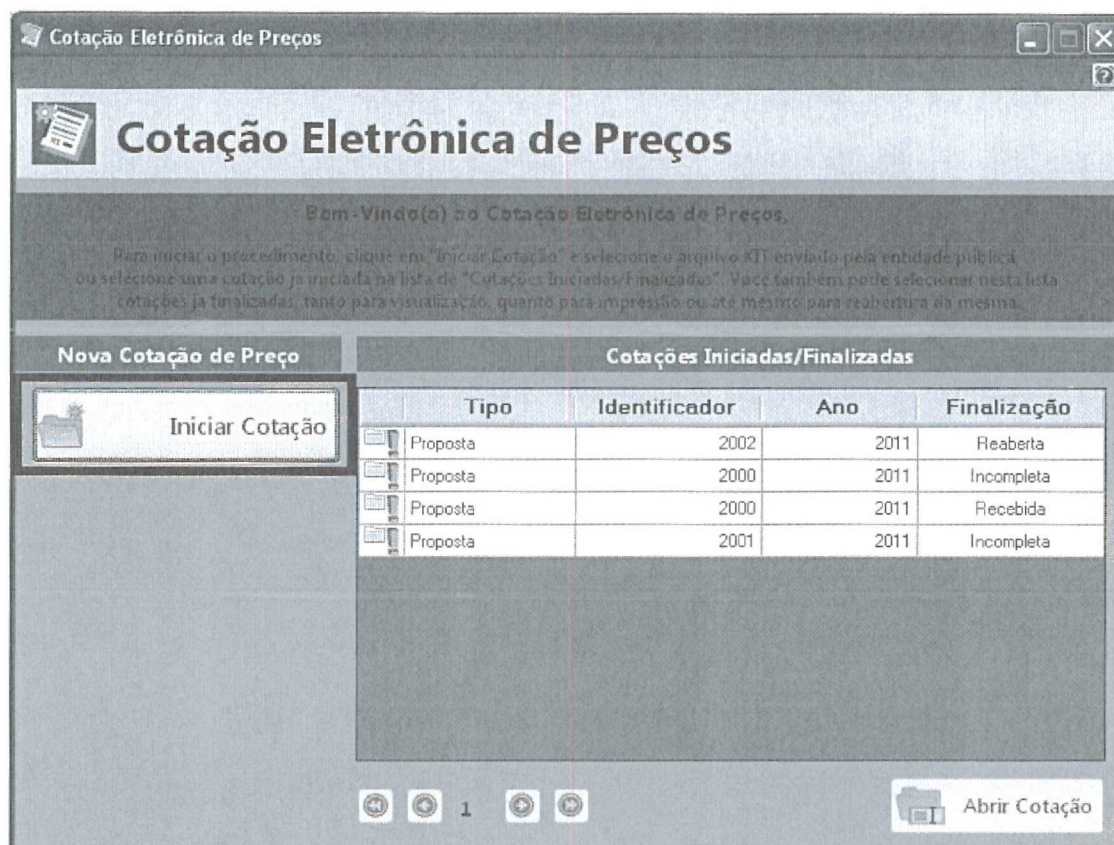 Cotação Eletrônica de Preços
Cotação Eletrônica de Preços
Bem-Vindo(a) ao Cotação Eletrônica de Preços.
Para iniciar o procedimento, clique em "Iniciar Cotação" e selecione o arquivo KIT enviado pela entidade pública
ou selecione uma cotação ja iniciada na lista de "Cotações Iniciadas/Finalizadas". Você também pode selecionar nesta lista
cotações ja finalizadas, tanto para visualização, quanto para impressão ou até mesmo para reabertura da mesma.
Nova Cotação de Preço
Cotações Iniciadas/Finalizadas
Iniciar Cotação
Tipo Identificador Ano Finalização
Proposta 2002 2011 Reaberta
Proposta 2000 2011 Incompleta
Proposta 2000 2011 Recebida
Proposta 2001 2011 Incompleta
1
Abrir Cotação